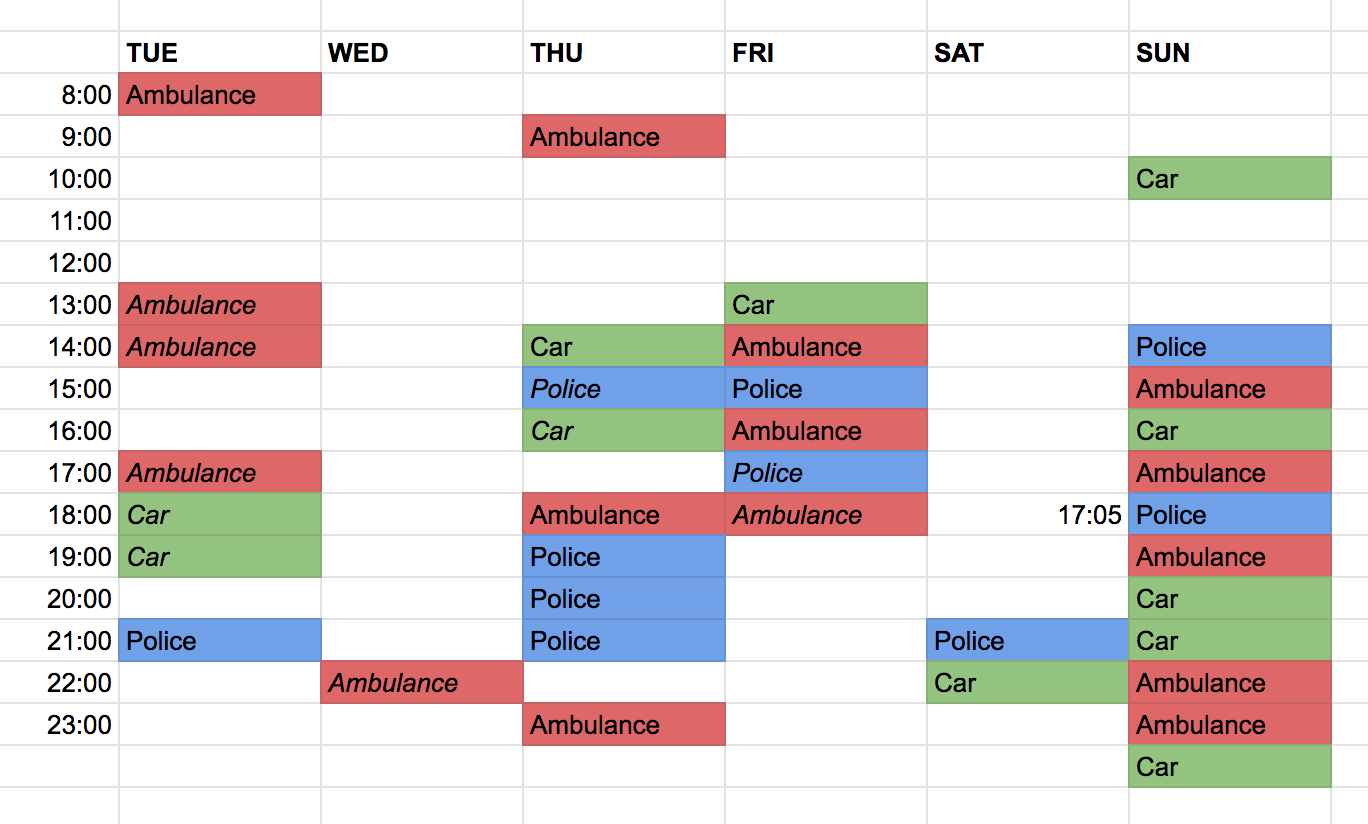 TUE WED THU FRI SAT SUN
8:00 Ambulance
9:00 Ambulance
10:00 Car
11:00
12:00
13:00 Ambulance Car
14:00 Ambulance Car Ambulance Police
15:00 Police Police Ambulance
16:00 Car Ambulance Car
17:00 Ambulance Police Ambulance
18:00 Car Ambulance Ambulance 17:05 Police
19:00 Car Police Ambulance
20:00 Police Car
21:00 Police Police Police Car
22:00 Ambulance Car Ambulance
23:00 Ambulance Ambulance
Car